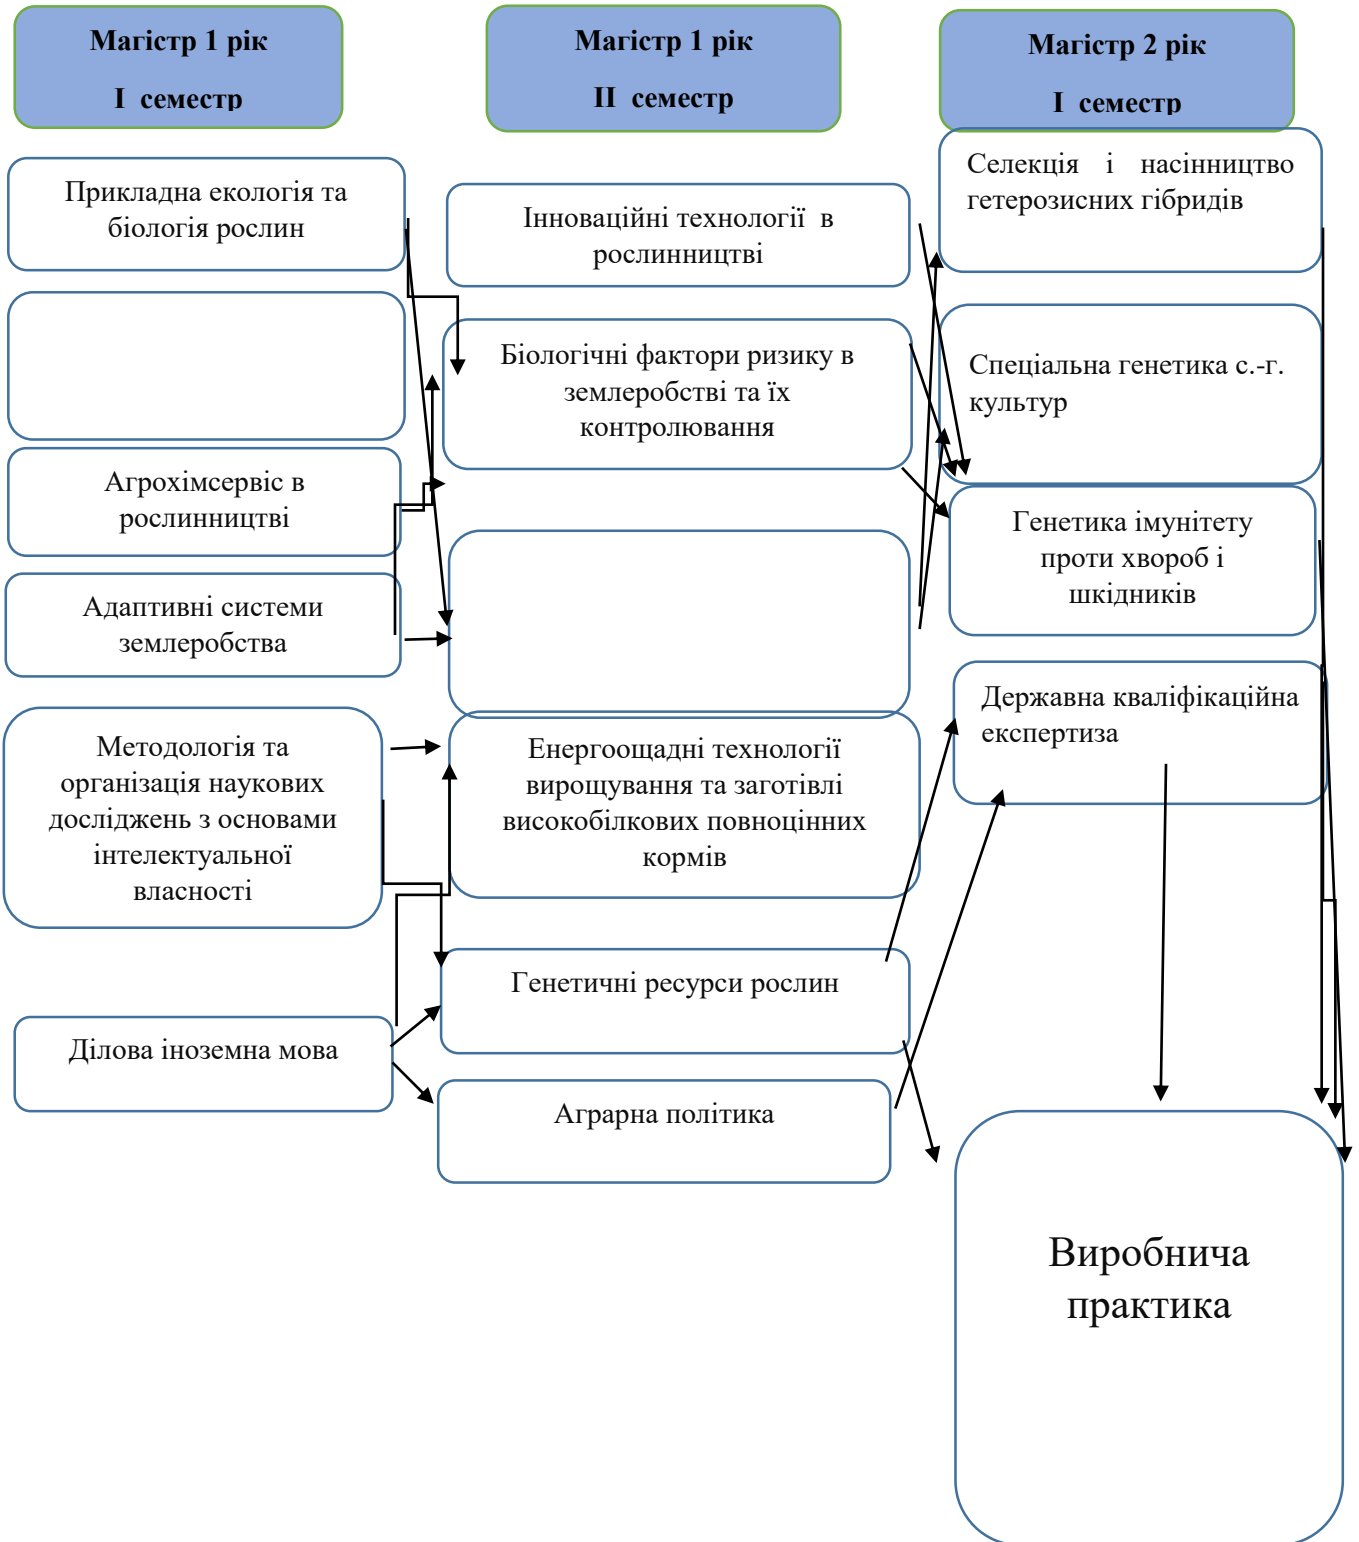 Магістр 1 рік
І семестр
Магістр 1 рік
ІІ семестр
Магістр 2 рік
І семестр
Прикладна екологія та
біологія рослин
Агрохімсервіс в
рослинництві
Адаптивні системи
землеробства
Методологія та
організація наукових
досліджень з основами
інтелектуальної
власності
Ділова іноземна мова
Інноваційні технології в
рослинництві
Біологічні фактори ризику в
землеробстві та їх
контролювання
Енергоощадні технології
вирощування та заготівлі
високобілкових повноцінних
кормів
Генетичні ресурси рослин
Аграрна політика
Селекція і насінництво
гетерозисних гібридів
Спеціальна генетика с.-г.
культур
Генетика імунітету
проти хвороб і
шкідників
Державна кваліфікаційна
експертиза
Виробнича
практика